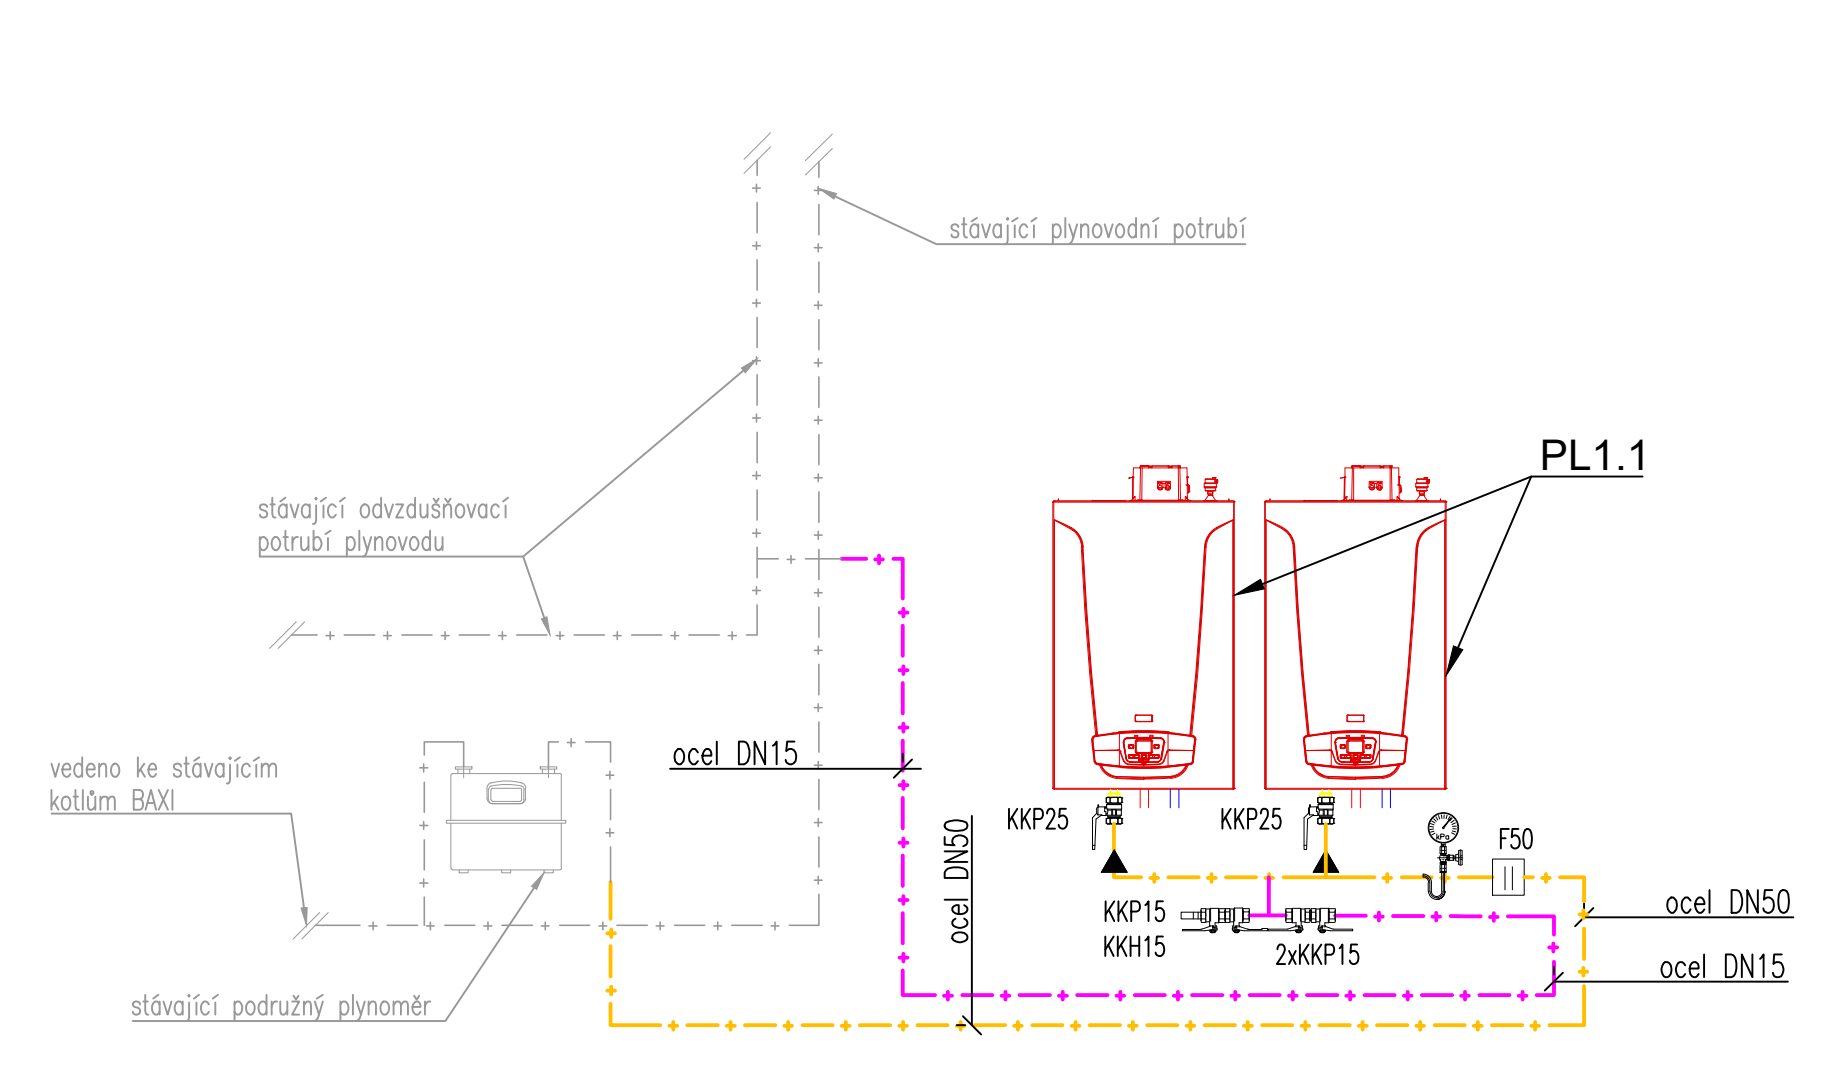 stávající plynovodní potrubí
PL1.1
stávající odvzdušňovací
potrubí plynovodu
ocel DN15
vedeno ke stávajícím
kotlům BAXI
KKP25
KKP25
kPa
F50
ocel DN50
KKP15
KKH15
2xKKP15
ocel DN50
ocel DN15
stávající podružný plynoměr